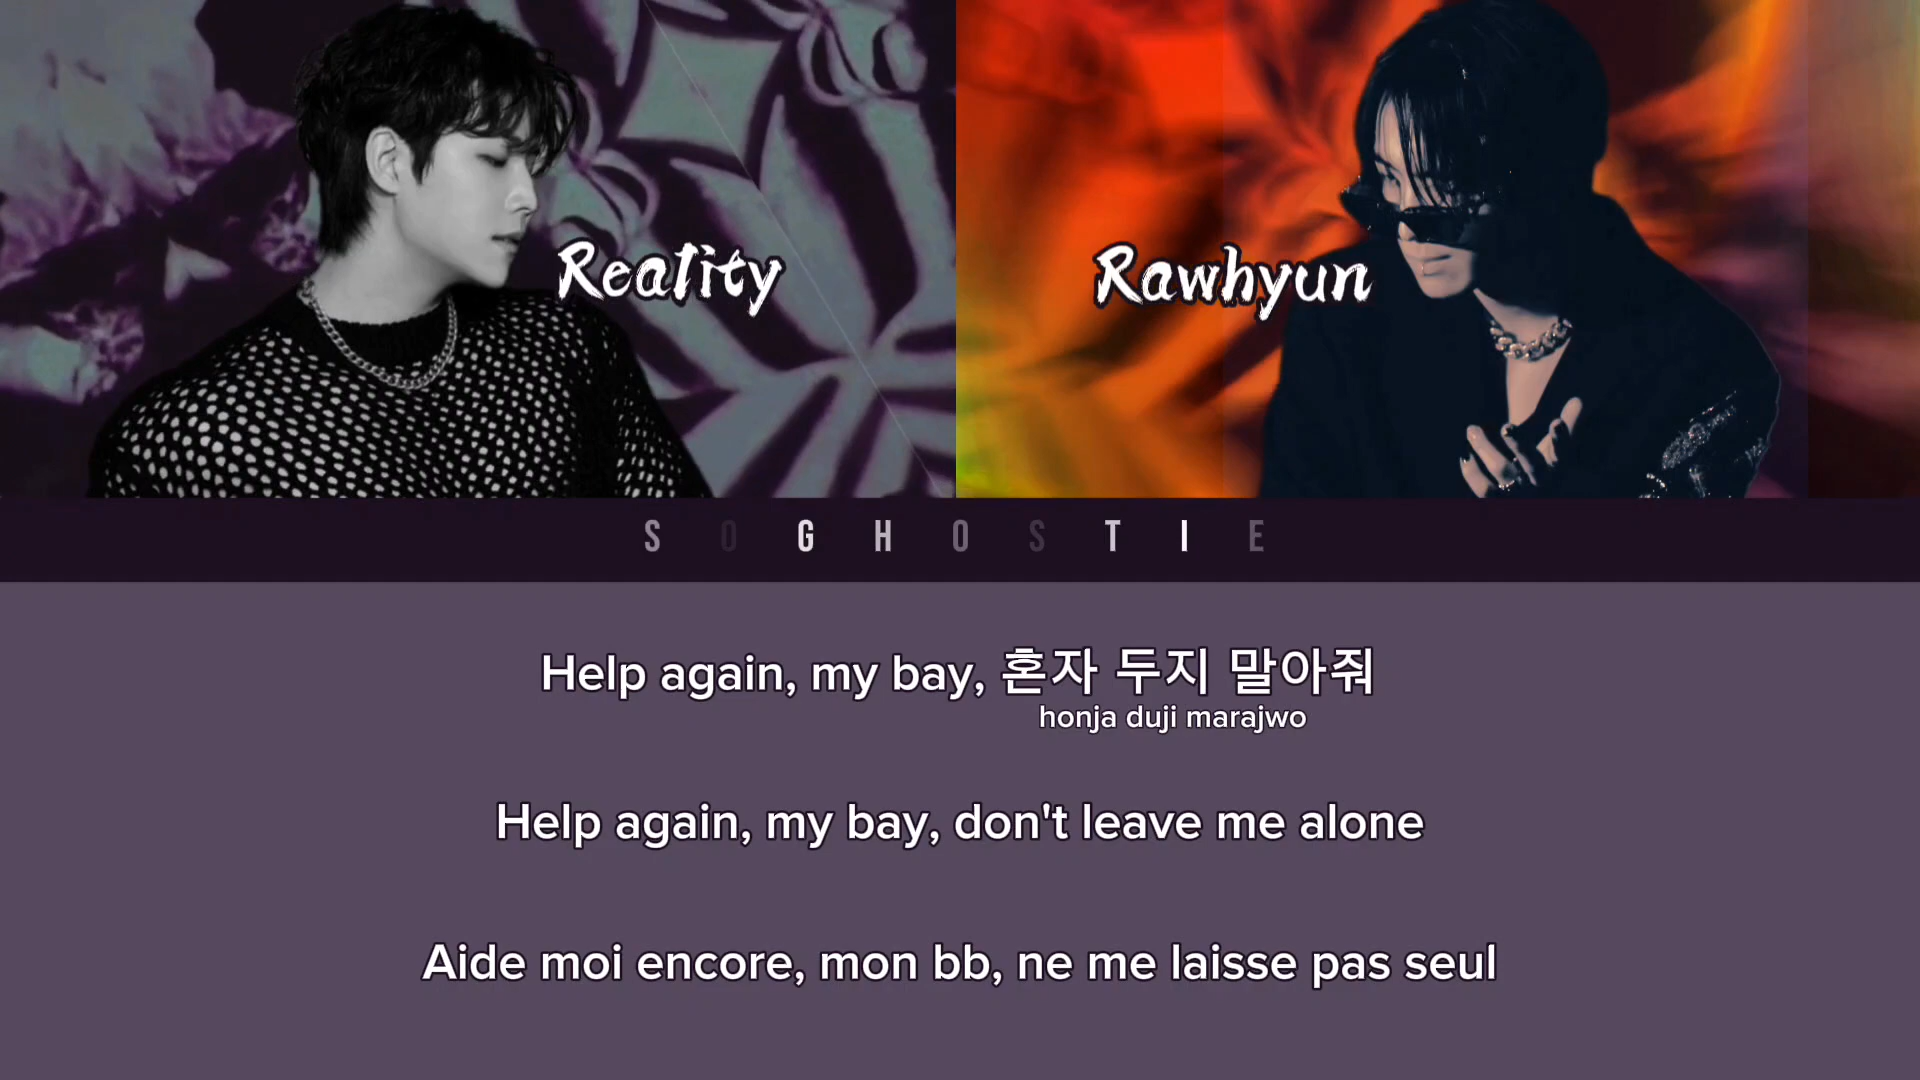 Reality
Rawhyun
SOGHOSTIE
Help again, my bay, 혼자 두지 말아줘
honja duji marajwo
Help again, my bay, don't leave me alone
Aide moi encore, mon bb, ne me laisse pas seul